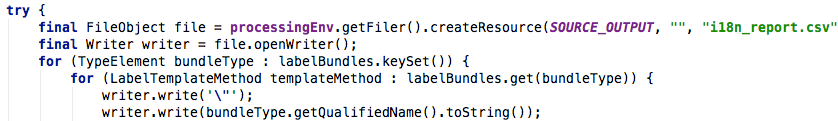 try {
    final FileObject file = processingEnv.getFiler().createResource(SOURCE_OUTPUT, "", "i18n_report.csv"
    final Writer writer = file.openWriter();
    for (TypeElement bundleType : labelBundles.keySet()) {
        for (LabelTemplateMethod templateMethod : labelBundles.get(bundleType)) {
            writer.write('\"');
            writer.write(bundleType.getQualifiedName().toString());